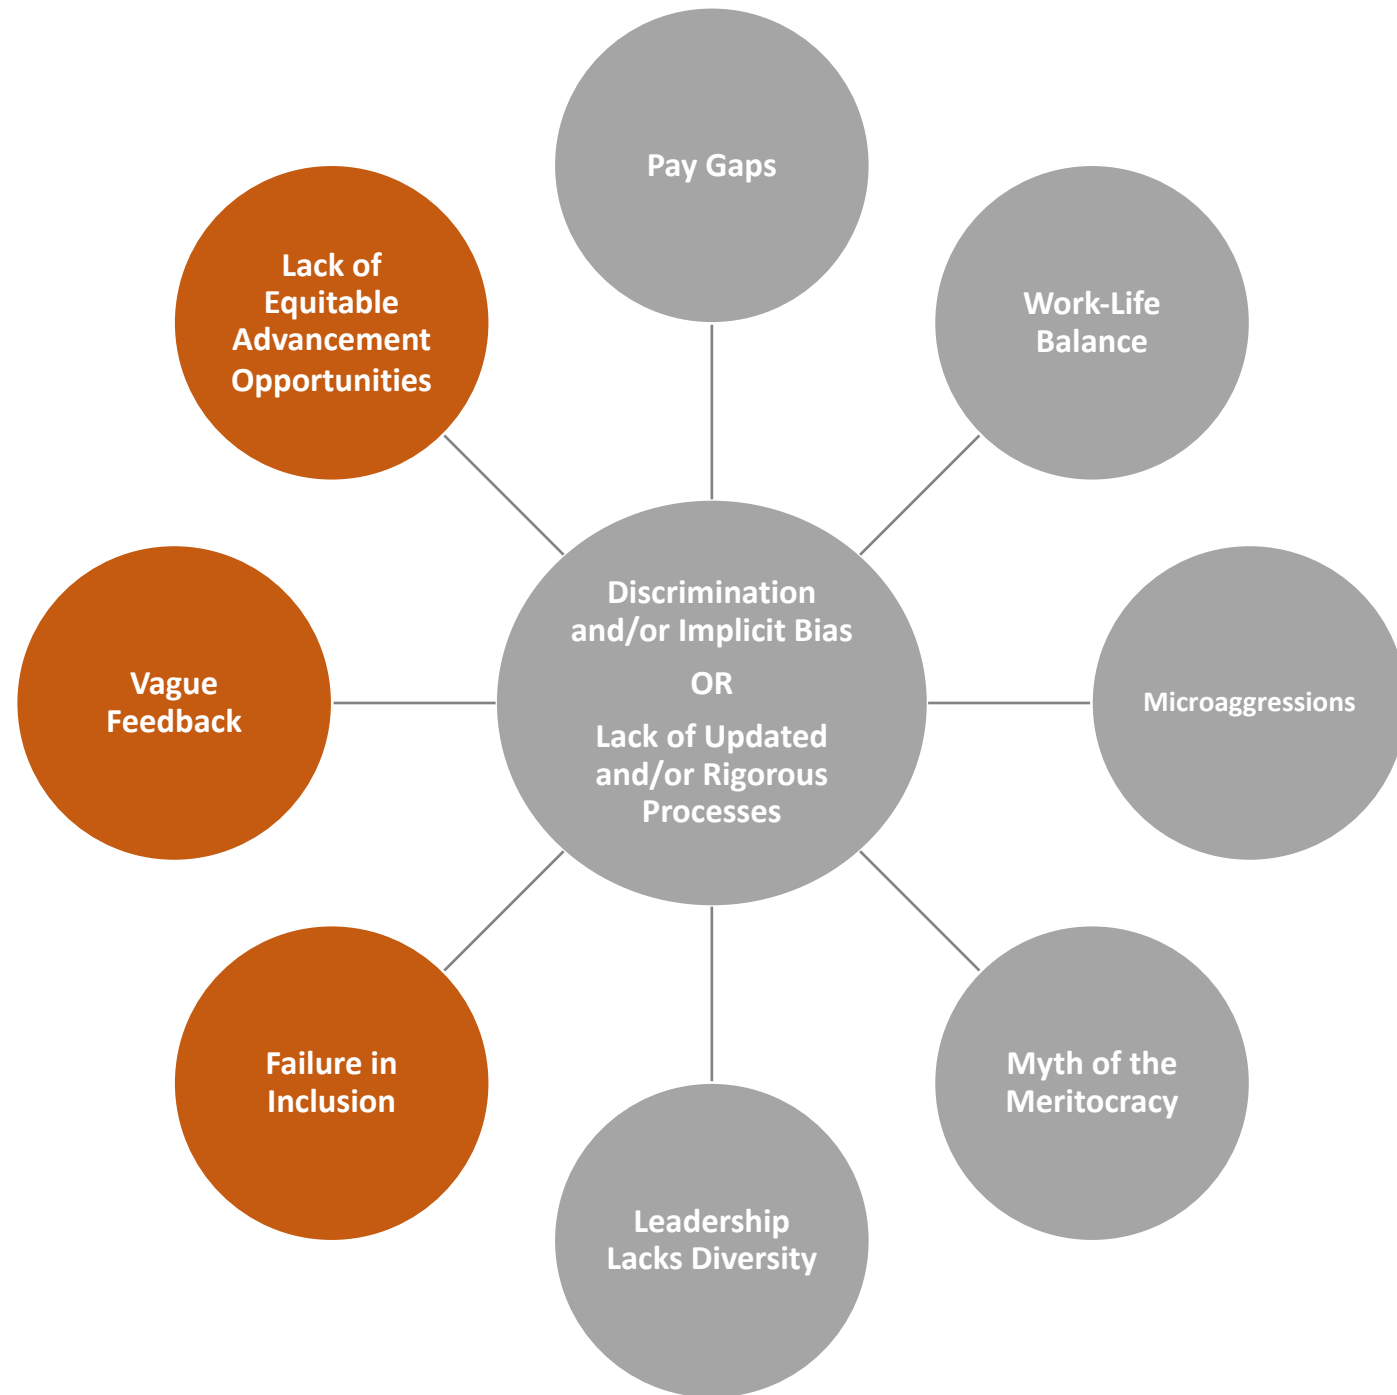 Pay Gaps
Work-Life
Balance
Microaggressions
Myth of the
Meritocracy
Leadership
Lacks Diversity
Failure in
Inclusion
Vague
Feedback
Lack of
Equitable
Advancement
Opportunities
Discrimination
and/or Implicit Bias
OR
Lack of Updated
and/or Rigorous
Processes